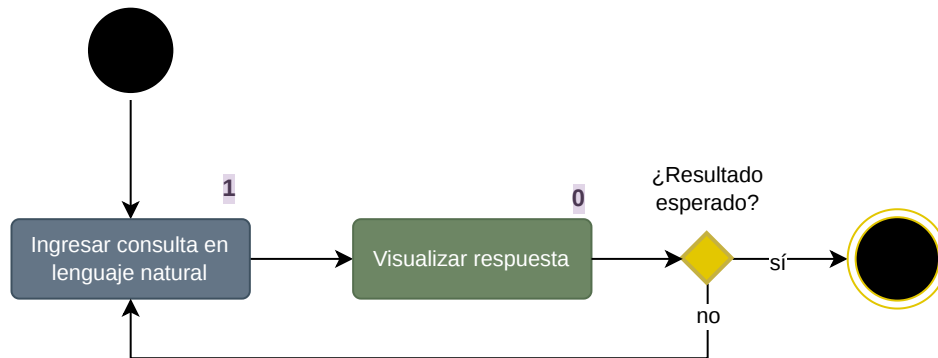 1
Ingresar consulta en
lenguaje natural
0
Visualizar respuesta
¿Resultado
esperado?
sí
no